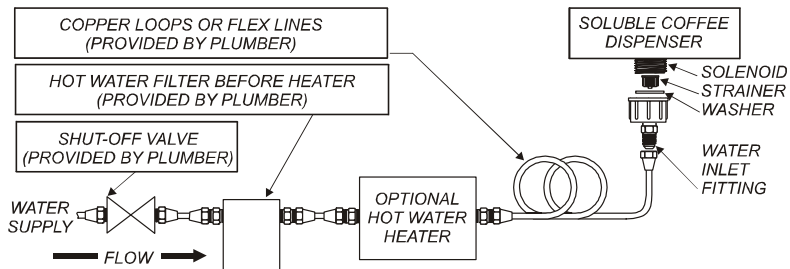 COPPER LOOPS OR FLEX LINES
(PROVIDED BY PLUMBER)
HOT WATER FILTER BEFORE HEATER
(PROVIDED BY PLUMBER)
SHUT-OFF VALVE
(PROVIDED BY PLUMBER)
WATER
SUPPLY
FLOW
OPTIONAL
HOT WATER
HEATER
SOLUBLE COFFEE
DISPENSER
SOLENOID
STRAINER
WASHER
WATER
INLET
FITTING